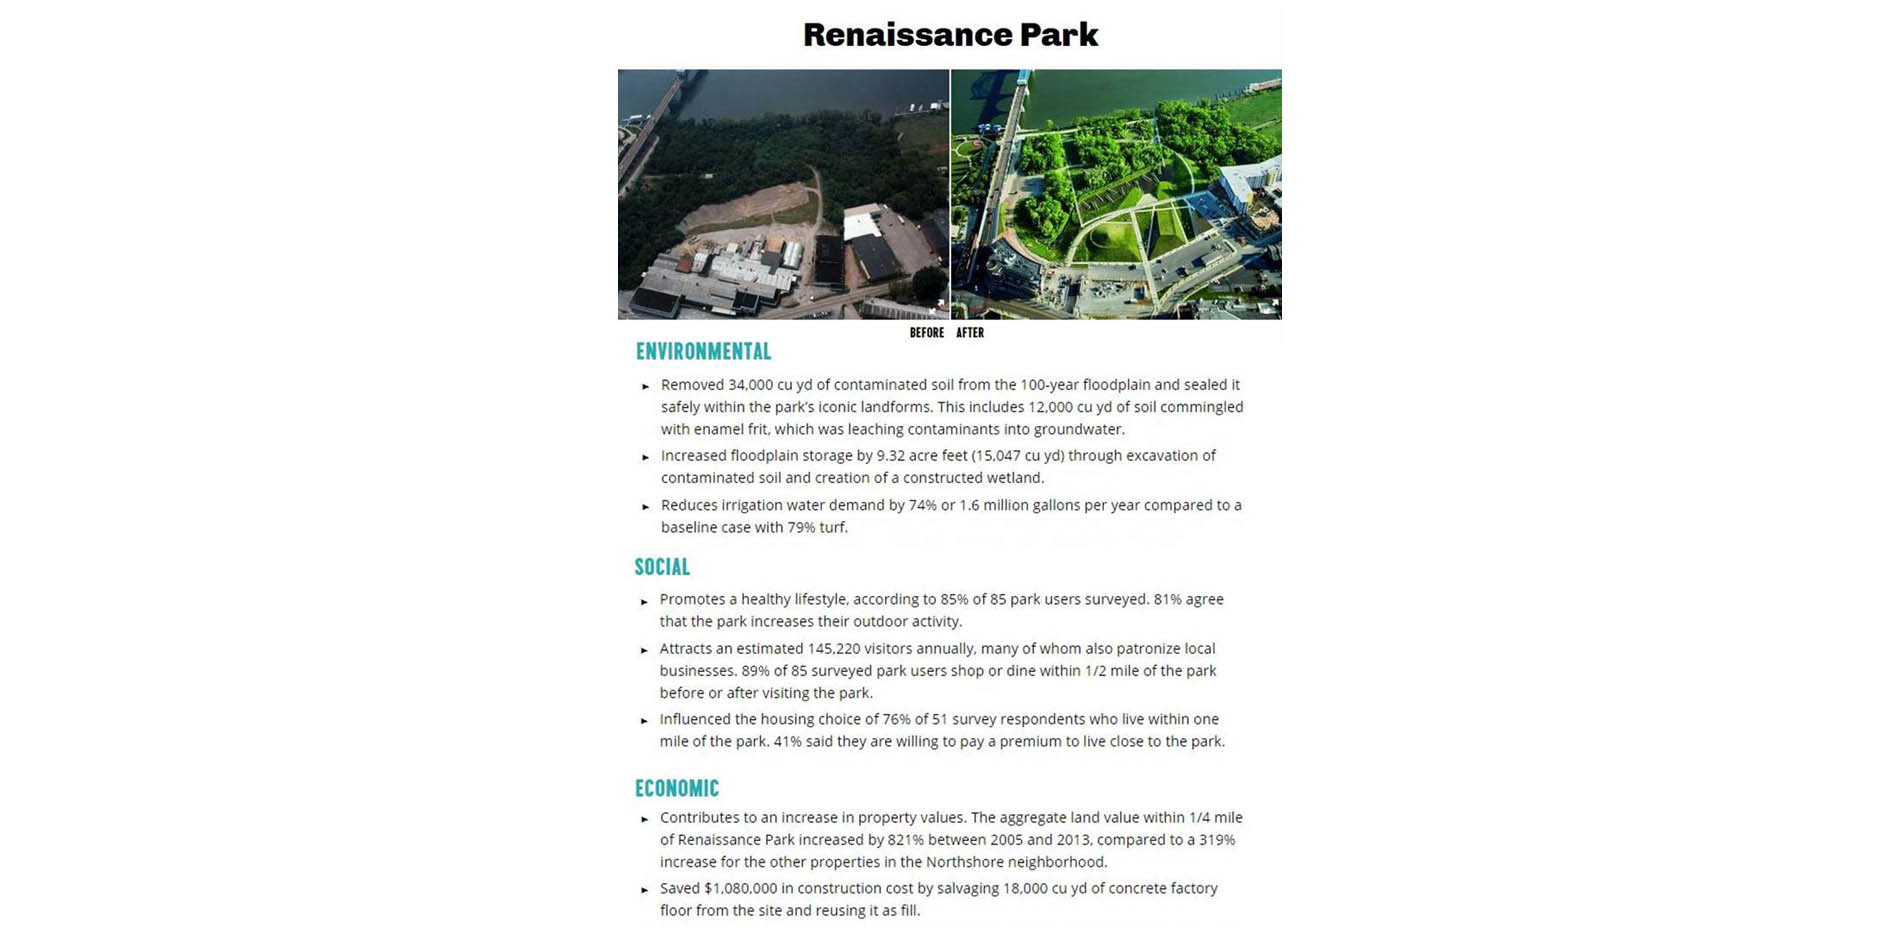 Renaissance Park
BEFORE AFTER
ENVIRONMENTAL
► Removed 34,000 cu yd of contaminated soil from the 100-year floodplain and sealed it
safely within the park's iconic landforms. This includes 12,000 cu yd of soil commingled
with enamel frit, which was leaching contaminants into groundwater.
► Increased floodplain storage by 9.32 acre feet (15,047 cu yd) through excavation of
contaminated soil and creation of a constructed wetland.
► Reduces irrigation water demand by 74% or 1.6 million gallons per year compared to a
baseline case with 79% turf.
SOCIAL
► Promotes a healthy lifestyle, according to 85% of 85 park users surveyed. 81% agree
that the park increases their outdoor activity.
► Attracts an estimated 145,220 visitors annually, many of whom also patronize local
businesses. 89% of 85 surveyed park users shop or dine within 1/2 mile of the park
before or after visiting the park.
► Influenced the housing choice of 76% of 51 survey respondents who live within one
mile of the park. 41% said they are willing to pay a premium to live close to the park.
ECONOMIC
► Contributes to an increase in property values. The aggregate land value within 1/4 mile
of Renaissance Park increased by 821% between 2005 and 2013, compared to a 319%
increase for the other properties in the Northshore neighborhood.
► Saved $1,080,000 in construction cost by salvaging 18,000 cu yd of concrete factory
floor from the site and reusing it as fill.